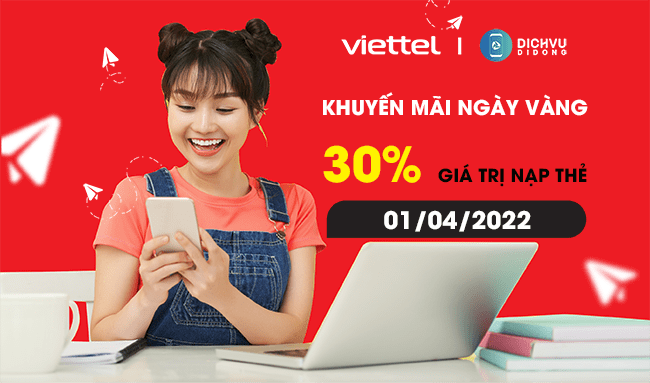 viettel | DICHVU
DIDONG
KHUYẾN MÃI NGÀY VÀNG
30% GIÁ TRỊ NẠP THẺ
01/04/2022